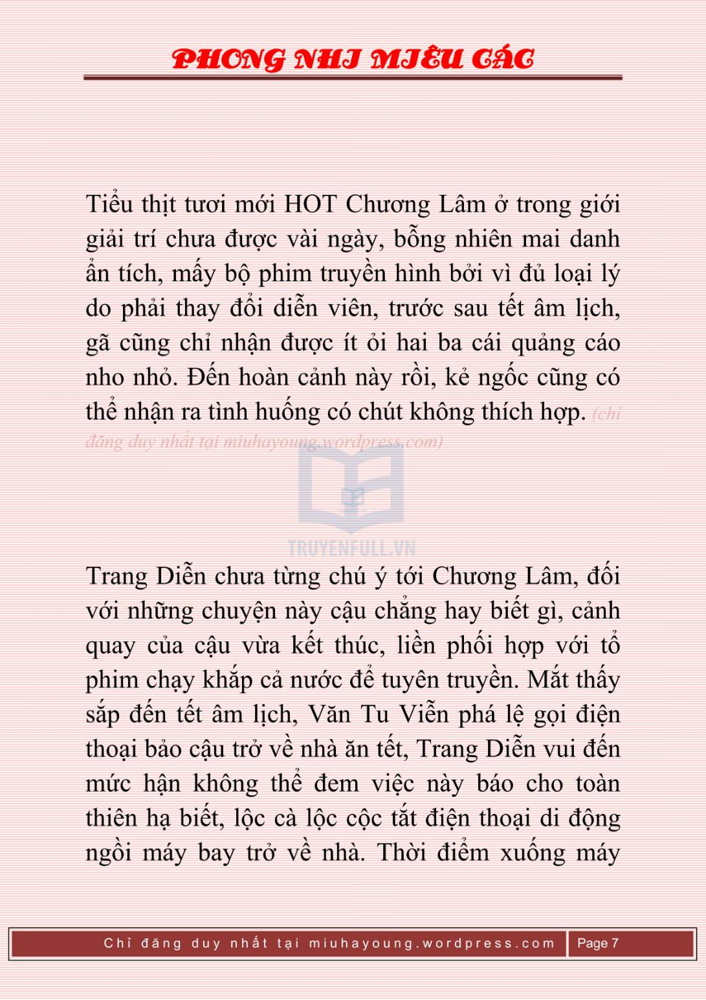 PHONG NHI MIÊU CÁC
Tiểu thịt tươi mới HOT Chương Lâm ở trong giới
giải trí chưa được vài ngày, bỗng nhiên mai danh
ẩn tích, mấy bộ phim truyền hình bởi vì đủ loại lý
do phải thay đổi diễn viên, trước sau tết âm lịch,
gã cũng chỉ nhận được ít ỏi hai ba cái quảng cáo
nho nhỏ. Đến hoàn cảnh này rồi, kẻ ngốc cũng có
thể nhận ra tình huống có chút không thích hợp. (chỉ
đăng duy nhất tại miuhayoung.wordpress.com)
TRUYENFULL.VN
Trang Diễn chưa từng chú ý tới Chương Lâm, đối
với những chuyện này cậu chẳng hay biết gì, cảnh
quay của cậu vừa kết thúc, liền phối hợp với tổ
phim chạy khắp cả nước để tuyên truyền. Mắt thấy
sắp đến tết âm lịch, Văn Tu Viễn phá lệ gọi điện
thoại bảo cậu trở về nhà ăn tết, Trang Diễn vui đến
mức hận không thể đem việc này báo cho toàn
thiên hạ biết, lộc cà lộc cộc tắt điện thoại di động
ngồi máy bay trở về nhà. Thời điểm xuống máy
Chỉ đăng duy nhất tại miuhayoung.wordpress.com Page 7